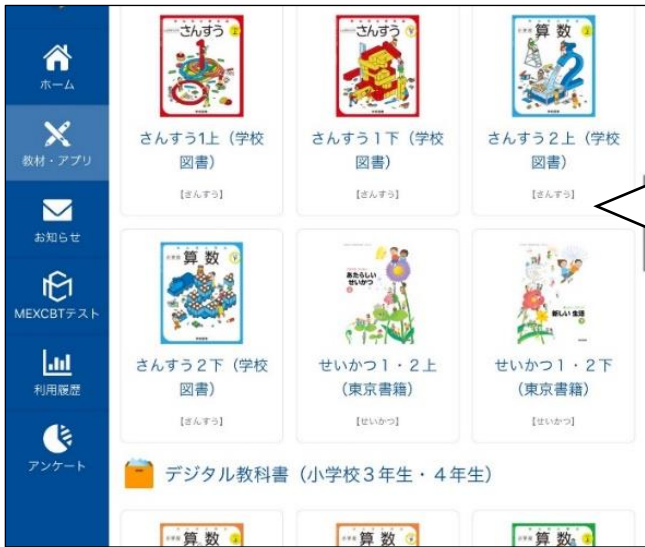 ホーム
教材・アプリ
お知らせ
MEXCBTテスト
利用履歴
アンケート
さんすう
さんすう1上（学校
図書）
【さんすう】
さんすう
さんすう１下（学校
図書）
【さんすう】
算数
2
さんすう２上（学校
図書）
【さんすう】
算数
さんすう２下（学校
図書）
【さんすう】
あたらしい
せいかつ
せいかつ１・２上
（東京書籍）
【せいかつ】
新しい 生活
せいかつ１・２下
（東京書籍）
【せいかつ】
デジタル教科書（小学校３年生・４年生）
算数
算数
算数